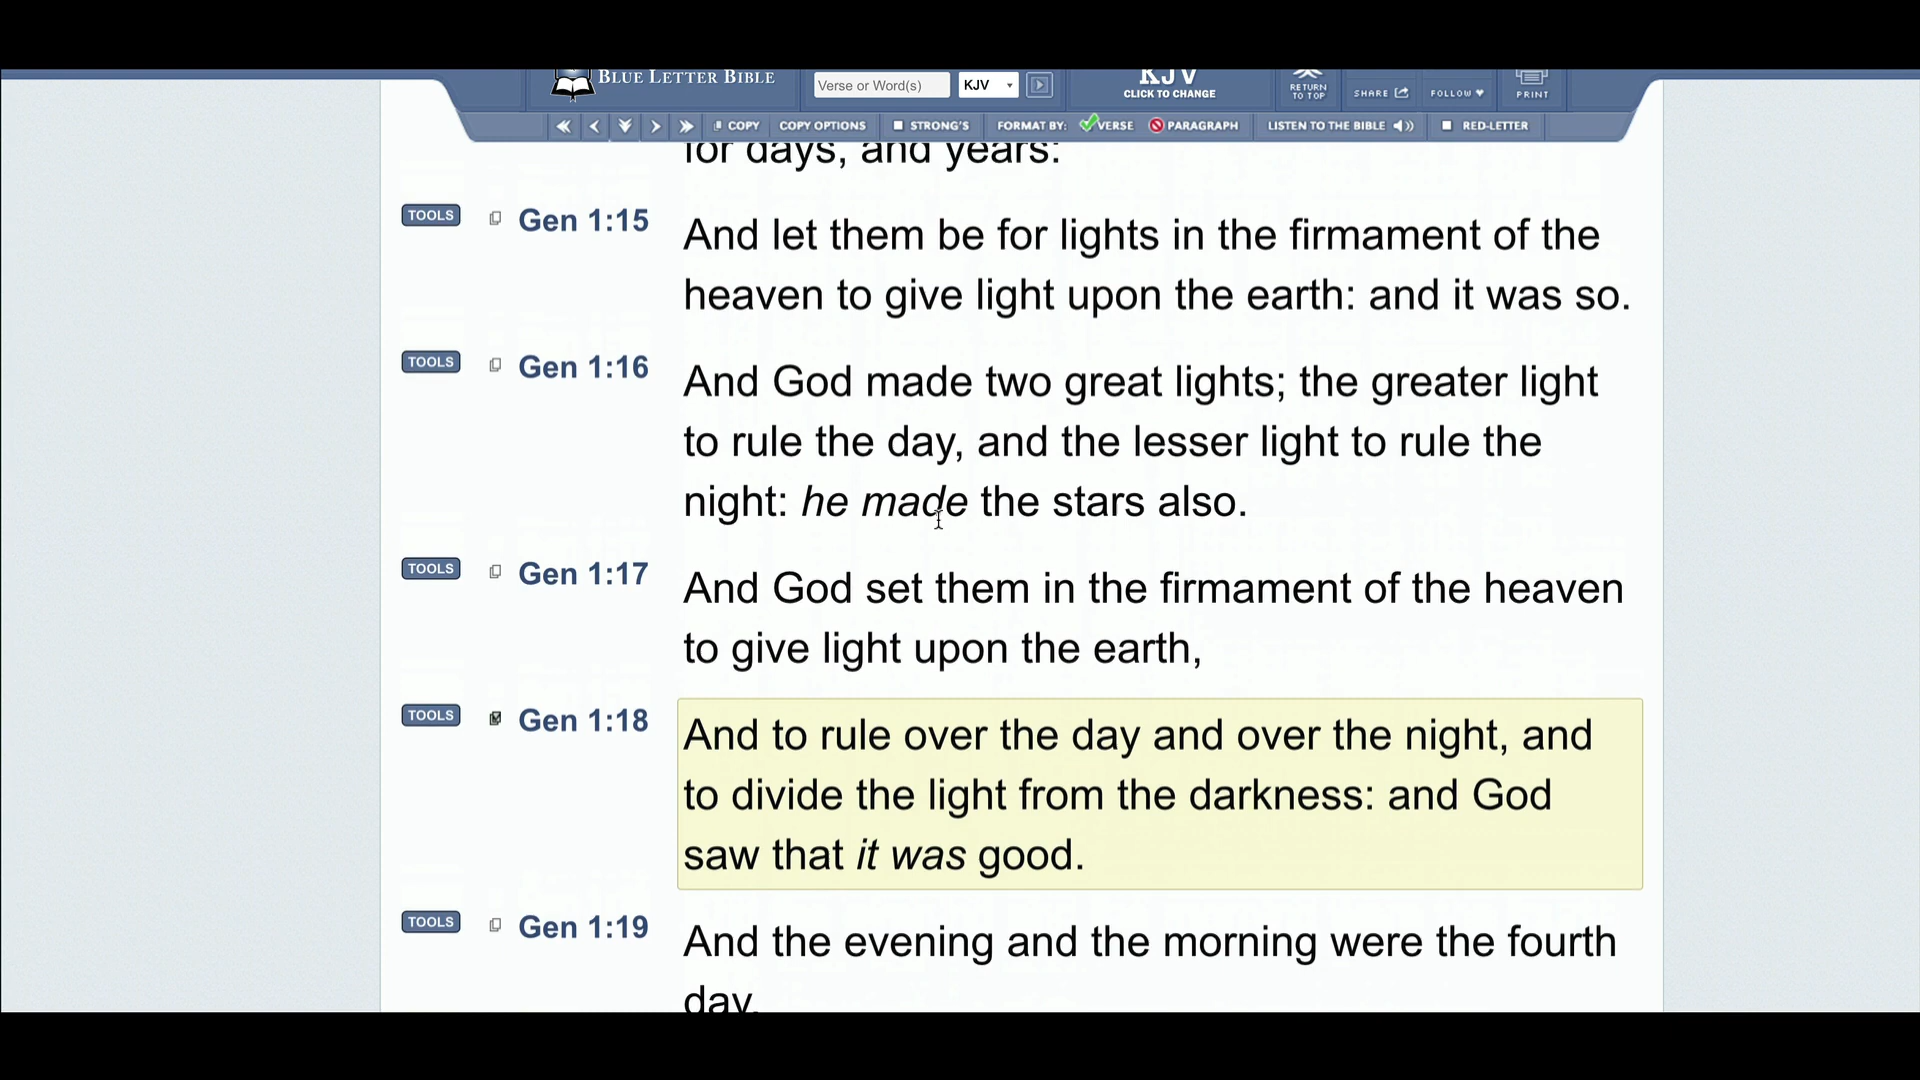 BLUE LETTER BIBLE
Verse or Word(s)
KJV
KJV
CLICK TO CHANGE
RETURN
TO TOP
SHARE
FOLLOW
PRINT
COPY
COPY OPTIONS
STRONG'S
FORMAT BY:
VERSE
PARAGRAPH
LISTEN TO THE BIBLE
RED-LETTER
for days, and years:
TOOLS
Gen 1:15
And let them be for lights in the firmament of the
heaven to give light upon the earth: and it was so.
TOOLS
Gen 1:16
And God made two great lights; the greater light
to rule the day, and the lesser light to rule the
night: he made the stars also.
TOOLS
Gen 1:17
And God set them in the firmament of the heaven
to give light upon the earth,
TOOLS
Gen 1:18
And to rule over the day and over the night, and
to divide the light from the darkness: and God
saw that it was good.
TOOLS
Gen 1:19
And the evening and the morning were the fourth
day.